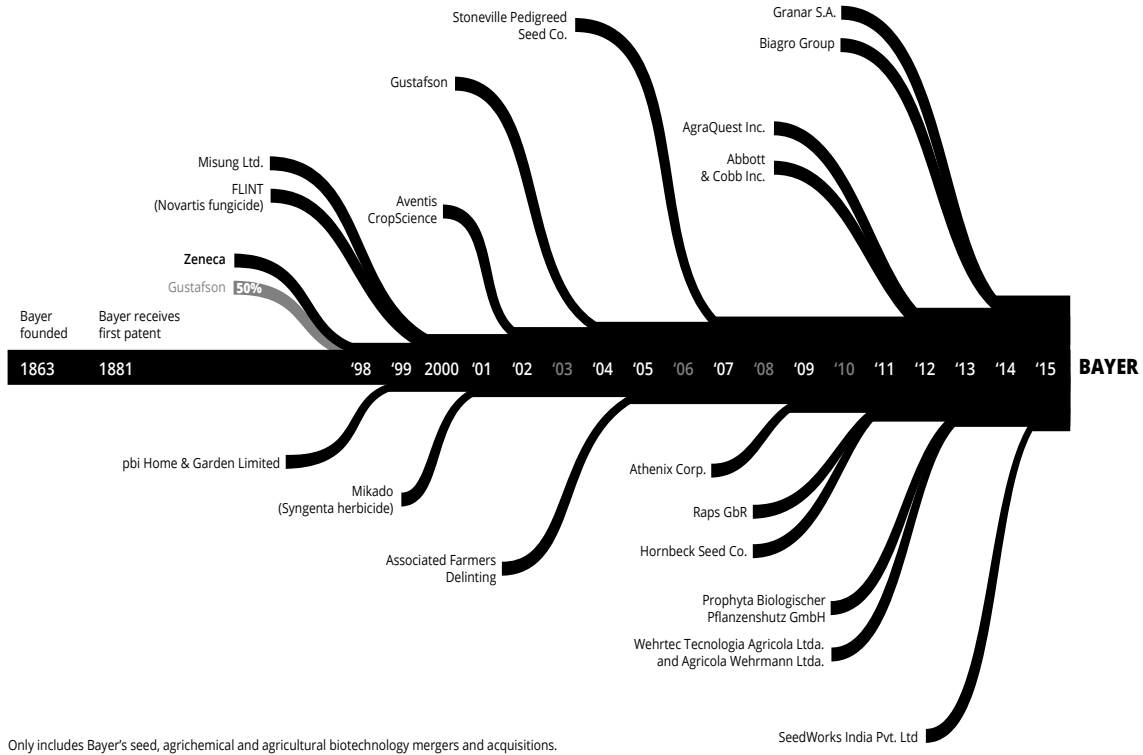 Stoneville Pedigreed
Seed Co.
Granar S.A.
Biagro Group
Gustafson
AgraQuest Inc.
Abbott
& Cobb Inc.
Misung Ltd.
FLINT
(Novartis fungicide)
Aventis
CropScience
Zeneca
Gustafson
50%
Bayer
founded
Bayer receives
first patent
1863
1881
‘98
‘99
2000
‘01
‘02
‘03
‘04
‘05
‘06
‘07
‘08
‘09
‘10
‘11
‘12
‘13
‘14
‘15
BAYER
pbi Home & Garden Limited
Mikado
(Syngenta herbicide)
Associated Farmers
Delinting
Athenix Corp.
Raps GbR
Hornbeck Seed Co.
Prophyta Biologischer
Pflanzenshutz GmbH
Wehrtec Tecnologia Agricola Ltda.
and Agricola Wehrmann Ltda.
SeedWorks India Pvt. Ltd
Only includes Bayer’s seed, agrichemical and agricultural biotechnology mergers and acquisitions.